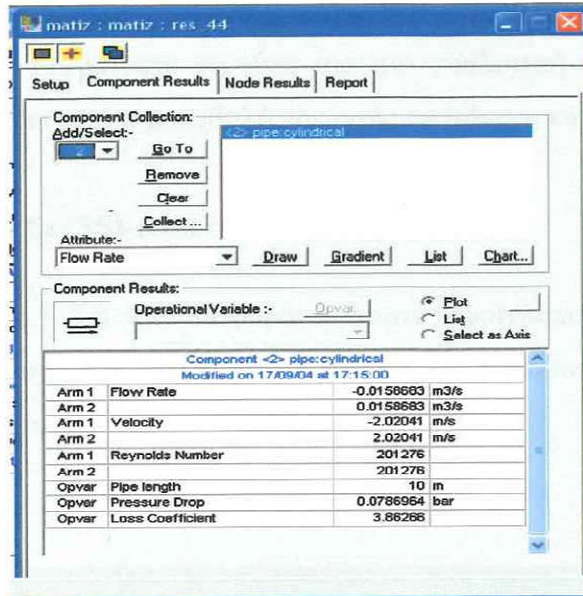 matiz : matiz : res 44
Setup Component Results Node Results Report
Component Collection:
Add/Select:-
2 Go To
<2> pipe:cylindrical
Remove
Clear
Collect ...
Attribute:-
Flow Rate Draw Gradient List Chart...
Component Results:
Operational Variable :- Opvar.
Plot
List
Select as Axis
Component <2> pipe:cylindrical
Modified on 17/09/04 at 17:15:00
Arm 1 Flow Rate -0.0158683 m3/s
Arm 2 0.0158683 m3/s
Arm 1 Velocity -2.02041 m/s
Arm 2 2.02041 m/s
Arm 1 Reynolds Number 201276
Arm 2 201276
Opvar Pipe length 10 m
Opvar Pressure Drop 0.0786964 bar
Opvar Loss Coefficient 3.86266